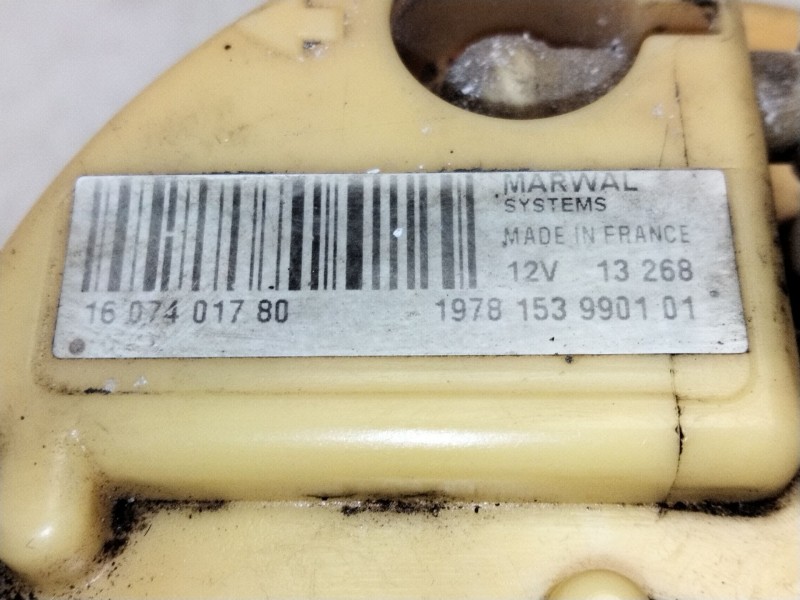 MARWAL
SYSTEMS
MADE IN FRANCE
12V 13 268
16 074 017 80 1978 153 9901 01